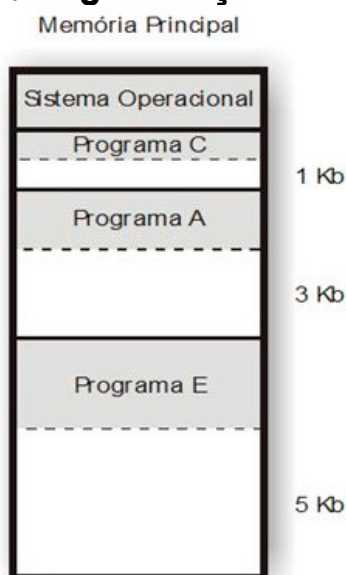 Memória Principal
Sistema Operacional
Programa C
1 Kb
Programa A
3 Kb
Programa E
5 Kb